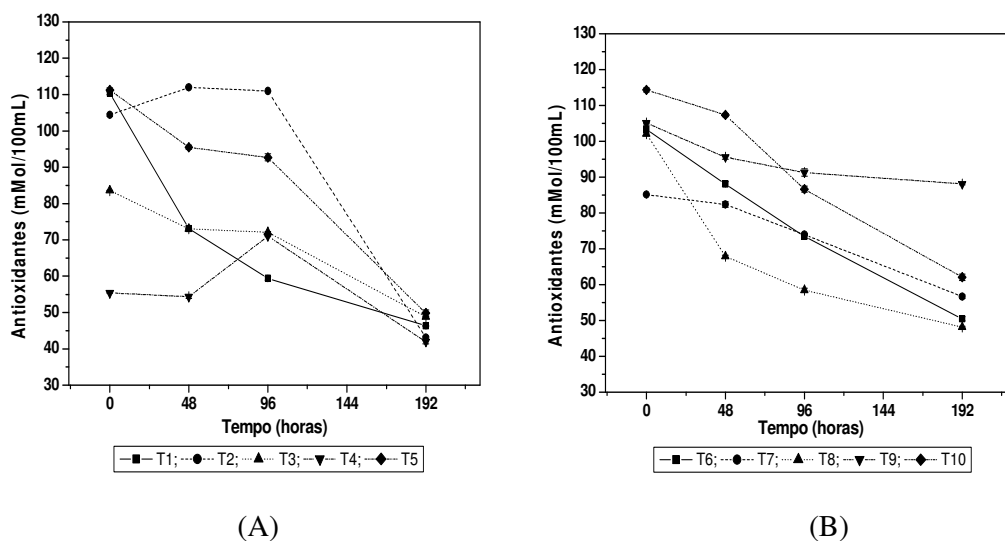 130
120
110
100
90
80
70
60
50
40
30
Antioxidantes (mMol/100mL)
0 48 96 144 192
Tempo (horas)
T1; T2; T3; T4; T5
(A)
130
120
110
100
90
80
70
60
50
40
30
Antioxidantes (mMol/100mL)
0 48 96 144 192
Tempo (horas)
T6; T7; T8; T9; T10
(B)